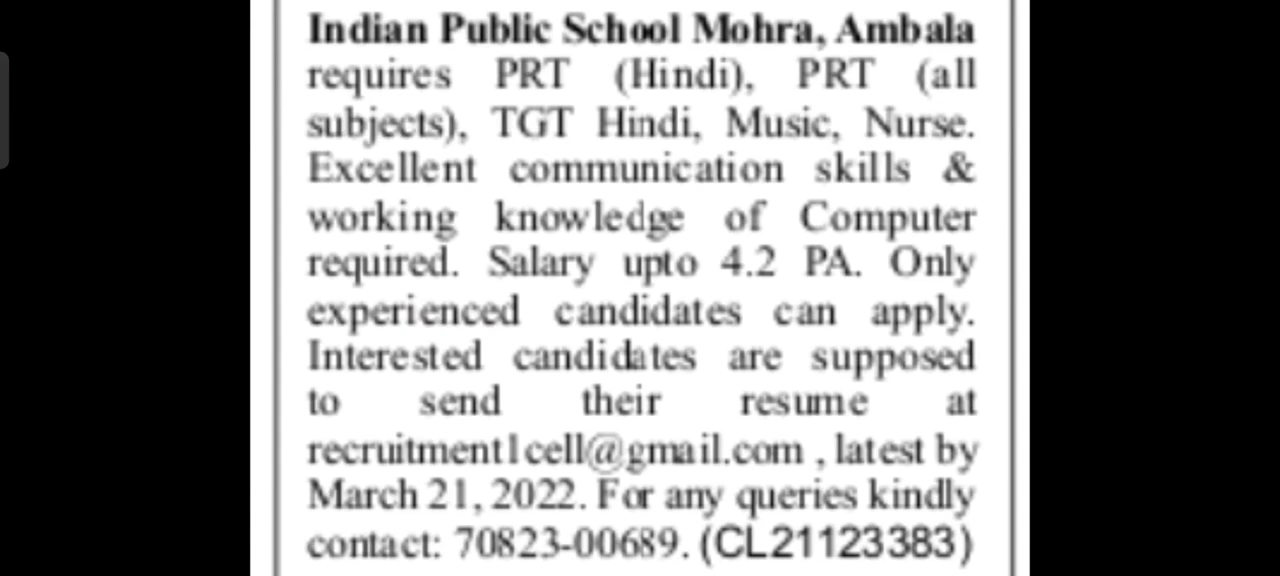 Indian Public School Mohra, Ambala
requires PRT (Hindi), PRT (all
subjects), TGT Hindi, Music, Nurse.
Excellent communication skills &
working knowledge of Computer
required. Salary upto 4.2 PA. Only
experienced candidates can apply.
Interested candidates are supposed
to send their resume at
recruitment1cell@gmail.com , latest by
March 21, 2022. For any queries kindly
contact: 70823-00689. (CL21123383)